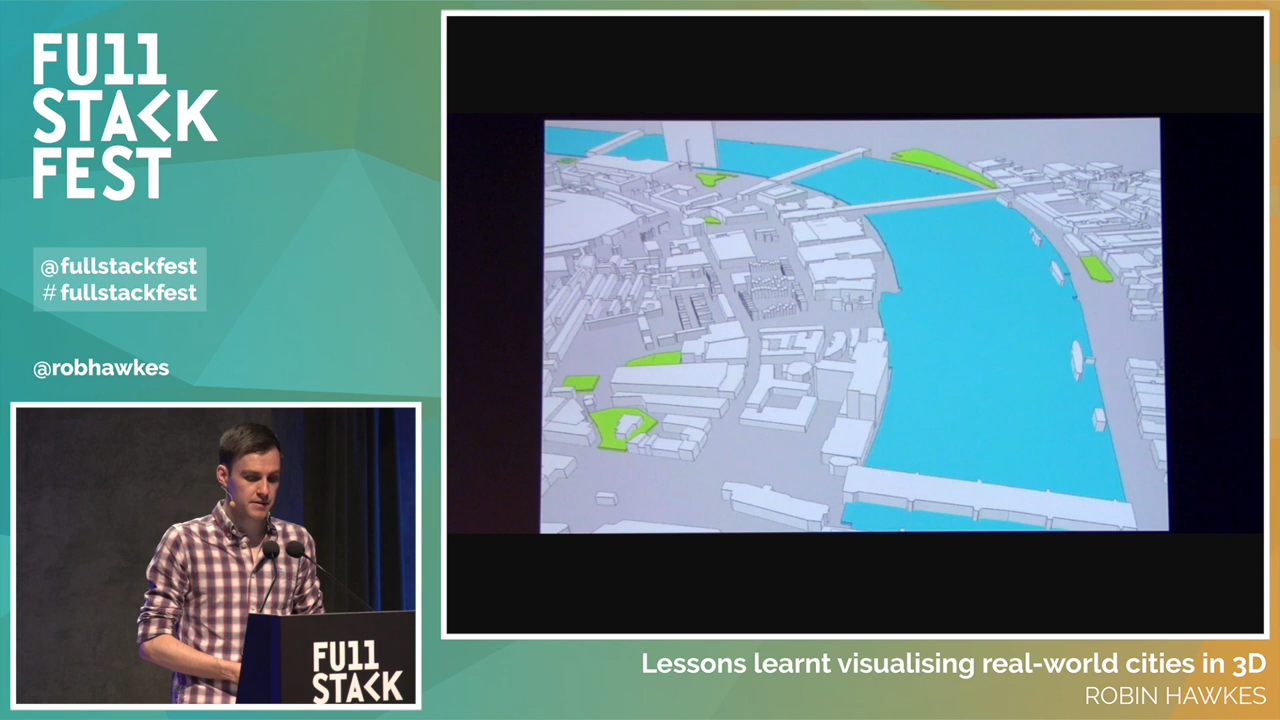 FU11
STACK
FEST
@fullstackfest
# fullstackfest
@robhawkes
FU11
STACK
Lessons learnt visualising real-world cities in 3D
ROBIN HAWKES